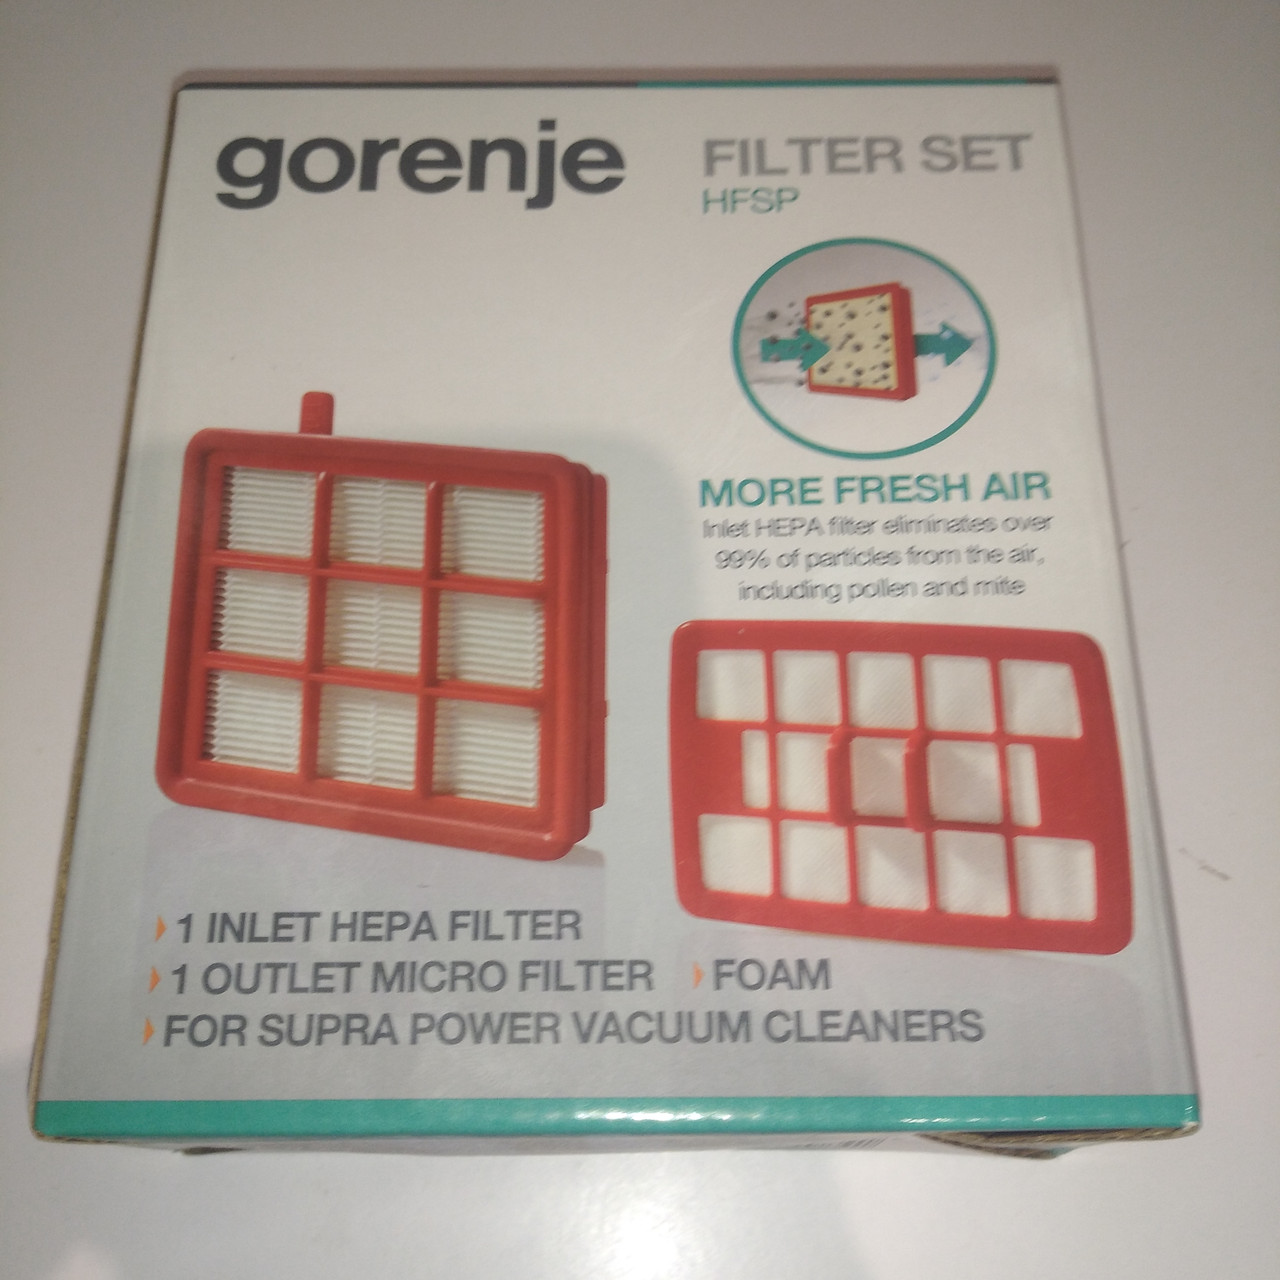 gorenje
FILTER SET
HFSP
MORE FRESH AIR
Inlet HEPA filter eliminates over
99% of particles from the air,
including pollen and mite
1 INLET HEPA FILTER
1 OUTLET MICRO FILTER
FOAM
FOR SUPRA POWER VACUUM CLEANERS